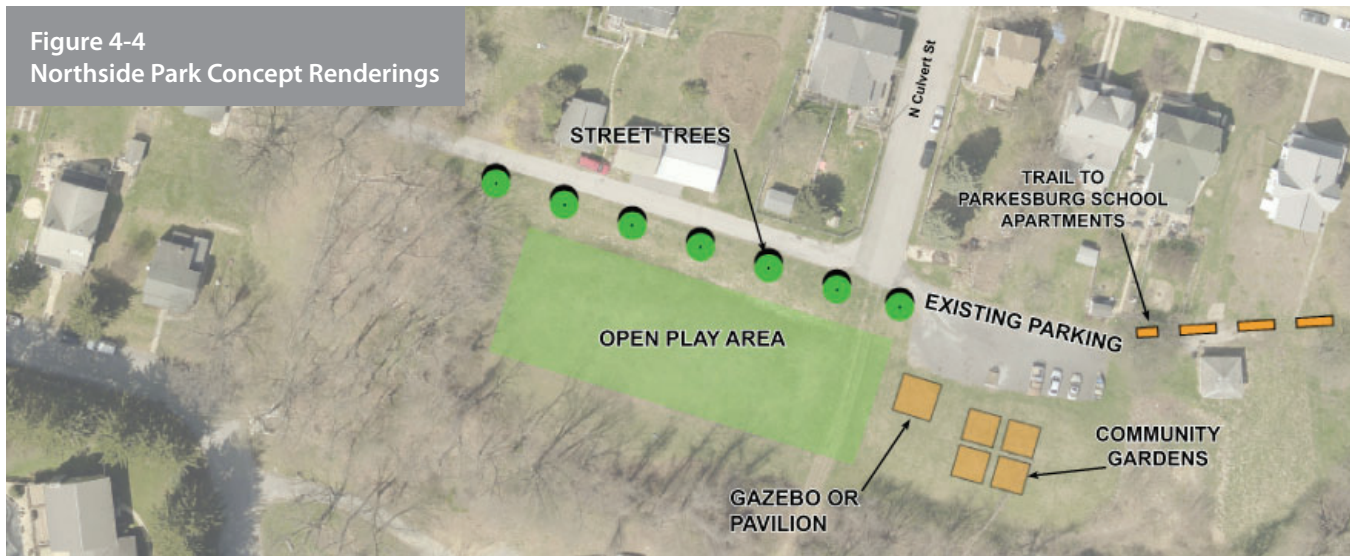 Figure 4-4
Northside Park Concept Renderings
N Culvert St
STREET TREES
TRAIL TO
PARKESBURG SCHOOL
APARTMENTS
EXISTING PARKING
OPEN PLAY AREA
COMMUNITY
GARDENS
GAZEBO OR
PAVILION